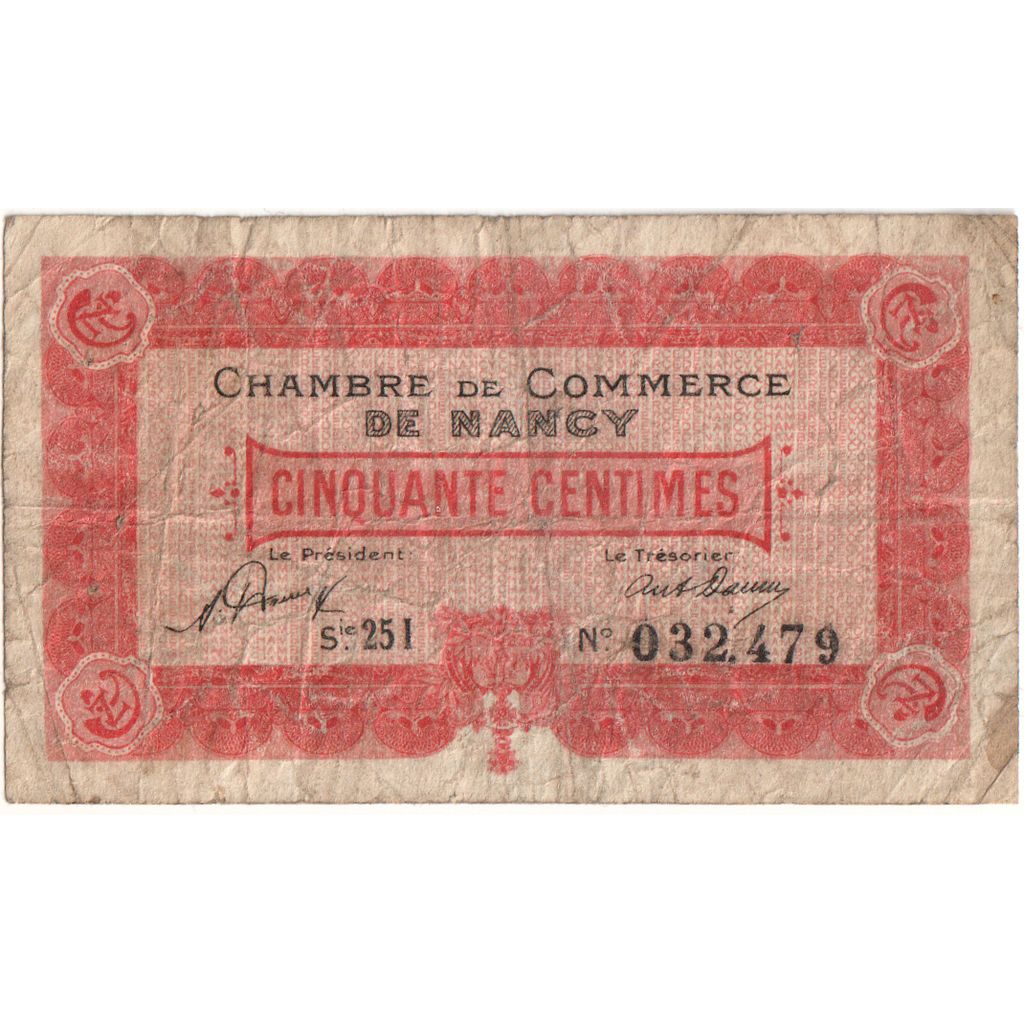 CHAMBRE DE COMMERCE
DE NANCY
CINQUANTE CENTIMES
Le Président:
Le Trésorier
Sie. 251
No. 032,479